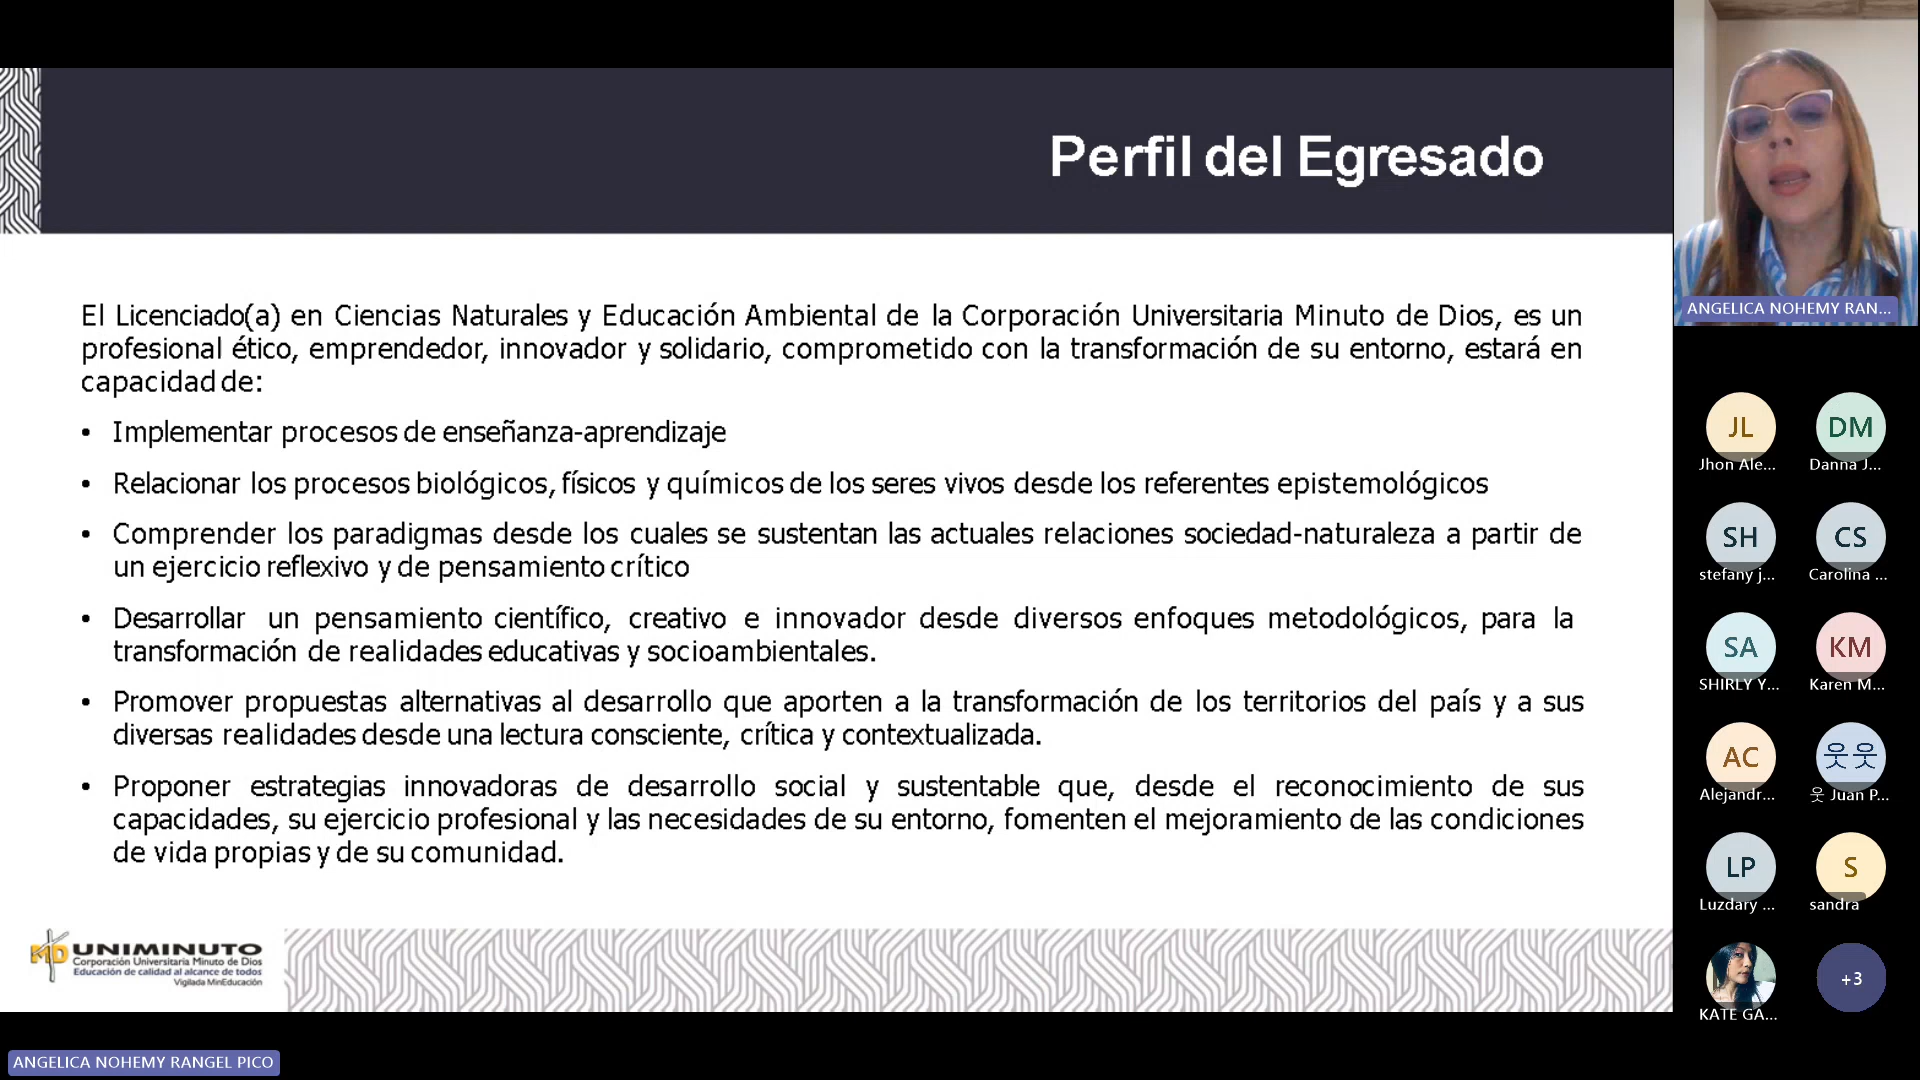 Perfil del Egresado
El Licenciado(a) en Ciencias Naturales y Educación Ambiental de la Corporación Universitaria Minuto de Dios, es un
profesional ético, emprendedor, innovador y solidario, comprometido con la transformación de su entorno, estará en
capacidad de:
• Implementar procesos de enseñanza-aprendizaje
• Relacionar los procesos biológicos, físicos y químicos de los seres vivos desde los referentes epistemológicos
• Comprender los paradigmas desde los cuales se sustentan las actuales relaciones sociedad-naturaleza a partir de
un ejercicio reflexivo y de pensamiento crítico
• Desarrollar un pensamiento científico, creativo e innovador desde diversos enfoques metodológicos, para la
transformación de realidades educativas y socioambientales.
• Promover propuestas alternativas al desarrollo que aporten a la transformación de los territorios del país y a sus
diversas realidades desde una lectura consciente, crítica y contextualizada.
• Proponer estrategias innovadoras de desarrollo social y sustentable que, desde el reconocimiento de sus
capacidades, su ejercicio profesional y las necesidades de su entorno, fomenten el mejoramiento de las condiciones
de vida propias y de su comunidad.
MD UNIMINUTO
Corporación Universitaria Minuto de Dios
Educación de calidad al alcance de todos
Vigilada MinEducación
ANGELICA NOHEMY RANGEL PICO
ANGELICA NOHEMY RAN...
JL
Jhon Ale...
DM
Danna J...
SH
stefany j...
CS
Carolina ...
SA
SHIRLY Y...
KM
Karen M...
AC
Alejandr...
웃웃
웃 Juan P...
LP
Luzdary ...
S
sandra
KATE GA...
+3